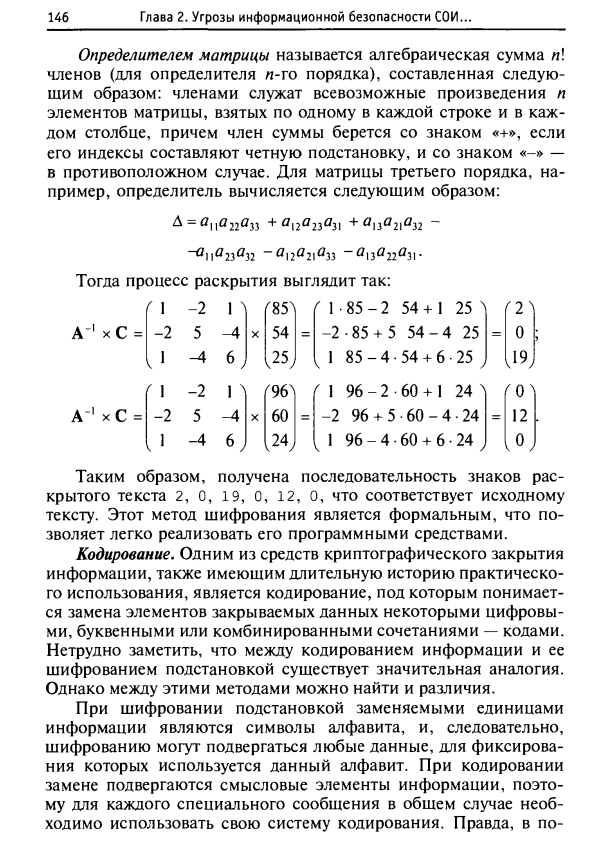 146 Глава 2. Угрозы информационной безопасности СОИ...
Определителем матрицы называется алгебраическая сумма n!
членов (для определителя n-го порядка), составленная следую-
щим образом: членами служат всевозможные произведения n
элементов матрицы, взятых по одному в каждой строке и в каж-
дом столбце, причем член суммы берется со знаком «+», если
его индексы составляют четную подстановку, и со знаком «–» —
в противоположном случае. Для матрицы третьего порядка, на-
пример, определитель вычисляется следующим образом:
Δ = a₁₁a₂₂a₃₃ + a₁₂a₂₃a₃₁ + a₁₃a₂₁a₃₂ −
−a₁₁a₂₃a₃₂ − a₁₂a₂₁a₃₃ − a₁₃a₂₂a₃₁.
Тогда процесс раскрытия выглядит так:
( 1 −2 1 ) (85) ( 1·85−2 54+1 25 ) ( 2 )
A⁻¹ × C = −2 5 −4 × 54 = −2·85+5 54−4 25 = 0 ;
( 1 −4 6 ) (25) ( 1 85−4·54+6·25 ) (19)
( 1 −2 1 ) (96) ( 1 96−2·60+1 24 ) ( 0 )
A⁻¹ × C = −2 5 −4 × 60 = −2 96+5·60−4·24 = 12 .
( 1 −4 6 ) (24) ( 1 96−4·60+6·24 ) ( 0 )
Таким образом, получена последовательность знаков рас-
крытого текста 2, 0, 19, 0, 12, 0, что соответствует исходному
тексту. Этот метод шифрования является формальным, что по-
зволяет легко реализовать его программными средствами.
Кодирование. Одним из средств криптографического закрытия
информации, также имеющим длительную историю практическо-
го использования, является кодирование, под которым понимает-
ся замена элементов закрываемых данных некоторыми цифровы-
ми, буквенными или комбинированными сочетаниями — кодами.
Нетрудно заметить, что между кодированием информации и ее
шифрованием подстановкой существует значительная аналогия.
Однако между этими методами можно найти и различия.
При шифровании подстановкой заменяемыми единицами
информации являются символы алфавита, и, следовательно,
шифрованию могут подвергаться любые данные, для фиксирова-
ния которых используется данный алфавит. При кодировании
замене подвергаются смысловые элементы информации, поэто-
му для каждого специального сообщения в общем случае необ-
ходимо использовать свою систему кодирования. Правда, в по-